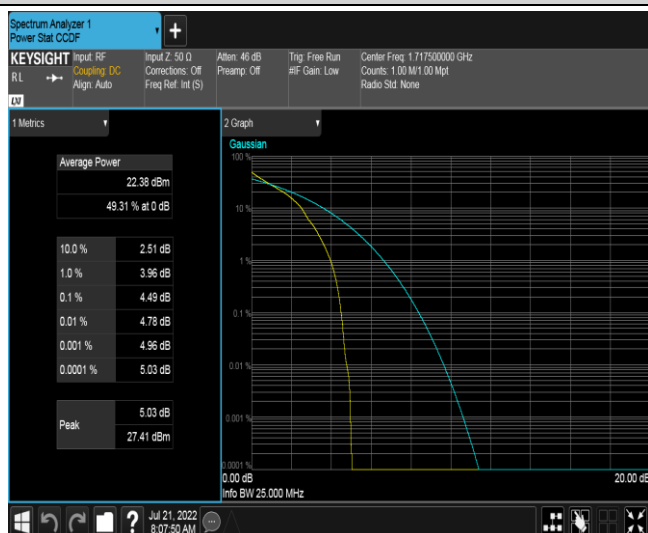 Spectrum Analyzer 1
Power Stat CCDF
+
KEYSIGHT
RL
LXI
Input: RF
Coupling: DC
Align: Auto
Input Z: 50 Ω
Corrections: Off
Freq Ref: Int (S)
Atten: 46 dB
Preamp: Off
Trig: Free Run
#IF Gain: Low
Center Freq: 1.717500000 GHz
Counts: 1.00 M/1.00 Mpt
Radio Std: None
1 Metrics
Average Power
22.38 dBm
49.31 % at 0 dB
10.0 % 2.51 dB
1.0 % 3.96 dB
0.1 % 4.49 dB
0.01 % 4.78 dB
0.001 % 4.96 dB
0.0001 % 5.03 dB
Peak
5.03 dB
27.41 dBm
2 Graph
Gaussian
100 %
10 %
1 %
0.1 %
0.01 %
0.001 %
0.0001 %
0.00 dB 20.00 dB
Info BW 25.000 MHz
?
Jul 21, 2022
8:07:50 AM